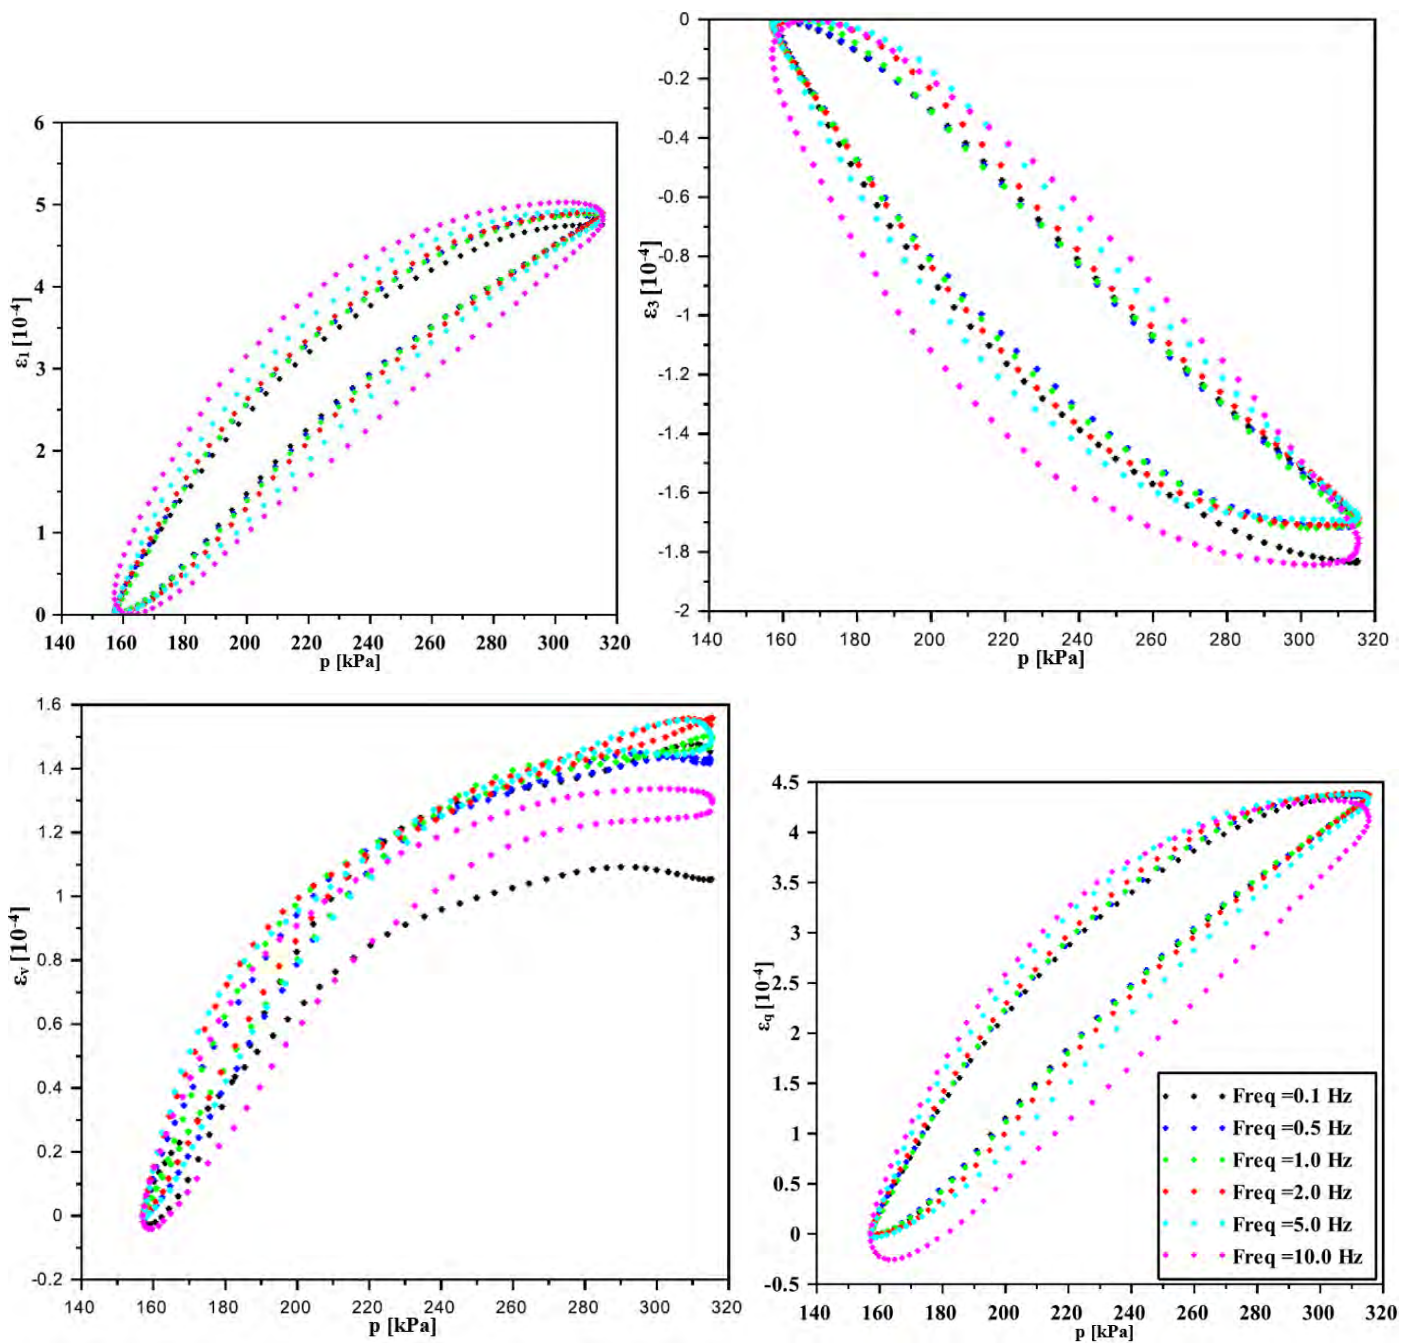 6
5
4
3
2
1
0
ε1 [10-4]
140 160 180 200 220 240 260 280 300 320
p [kPa]
0
-0.2
-0.4
-0.6
-0.8
-1
-1.2
-1.4
-1.6
-1.8
-2
ε3 [10-4]
140 160 180 200 220 240 260 280 300 320
p [kPa]
1.6
1.4
1.2
1
0.8
0.6
0.4
0.2
0
-0.2
εv [10-4]
140 160 180 200 220 240 260 280 300 320
p [kPa]
4.5
4
3.5
3
2.5
2
1.5
1
0.5
0
-0.5
εq [10-4]
140 160 180 200 220 240 260 280 300 320
p [kPa]
Freq =0.1 Hz
Freq =0.5 Hz
Freq =1.0 Hz
Freq =2.0 Hz
Freq =5.0 Hz
Freq =10.0 Hz